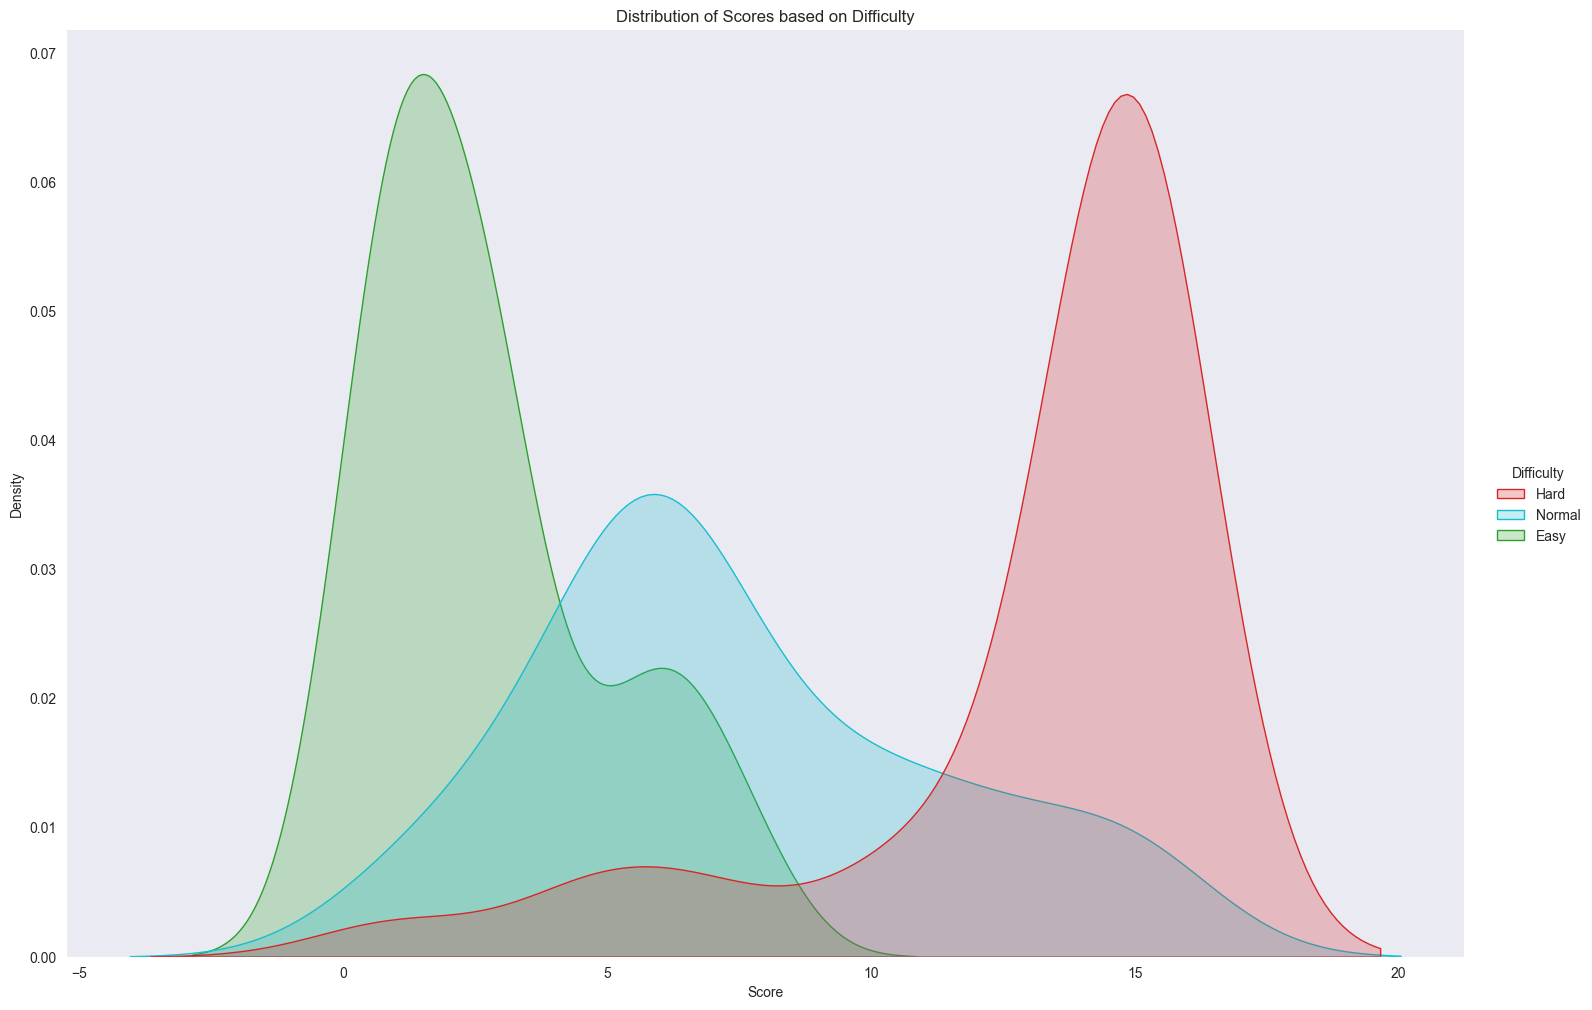 Distribution of Scores based on Difficulty
0.07
0.06
0.05
0.04
0.03
0.02
0.01
0.00
Density
−5
0
5
10
15
20
Score
Difficulty
Hard
Normal
Easy